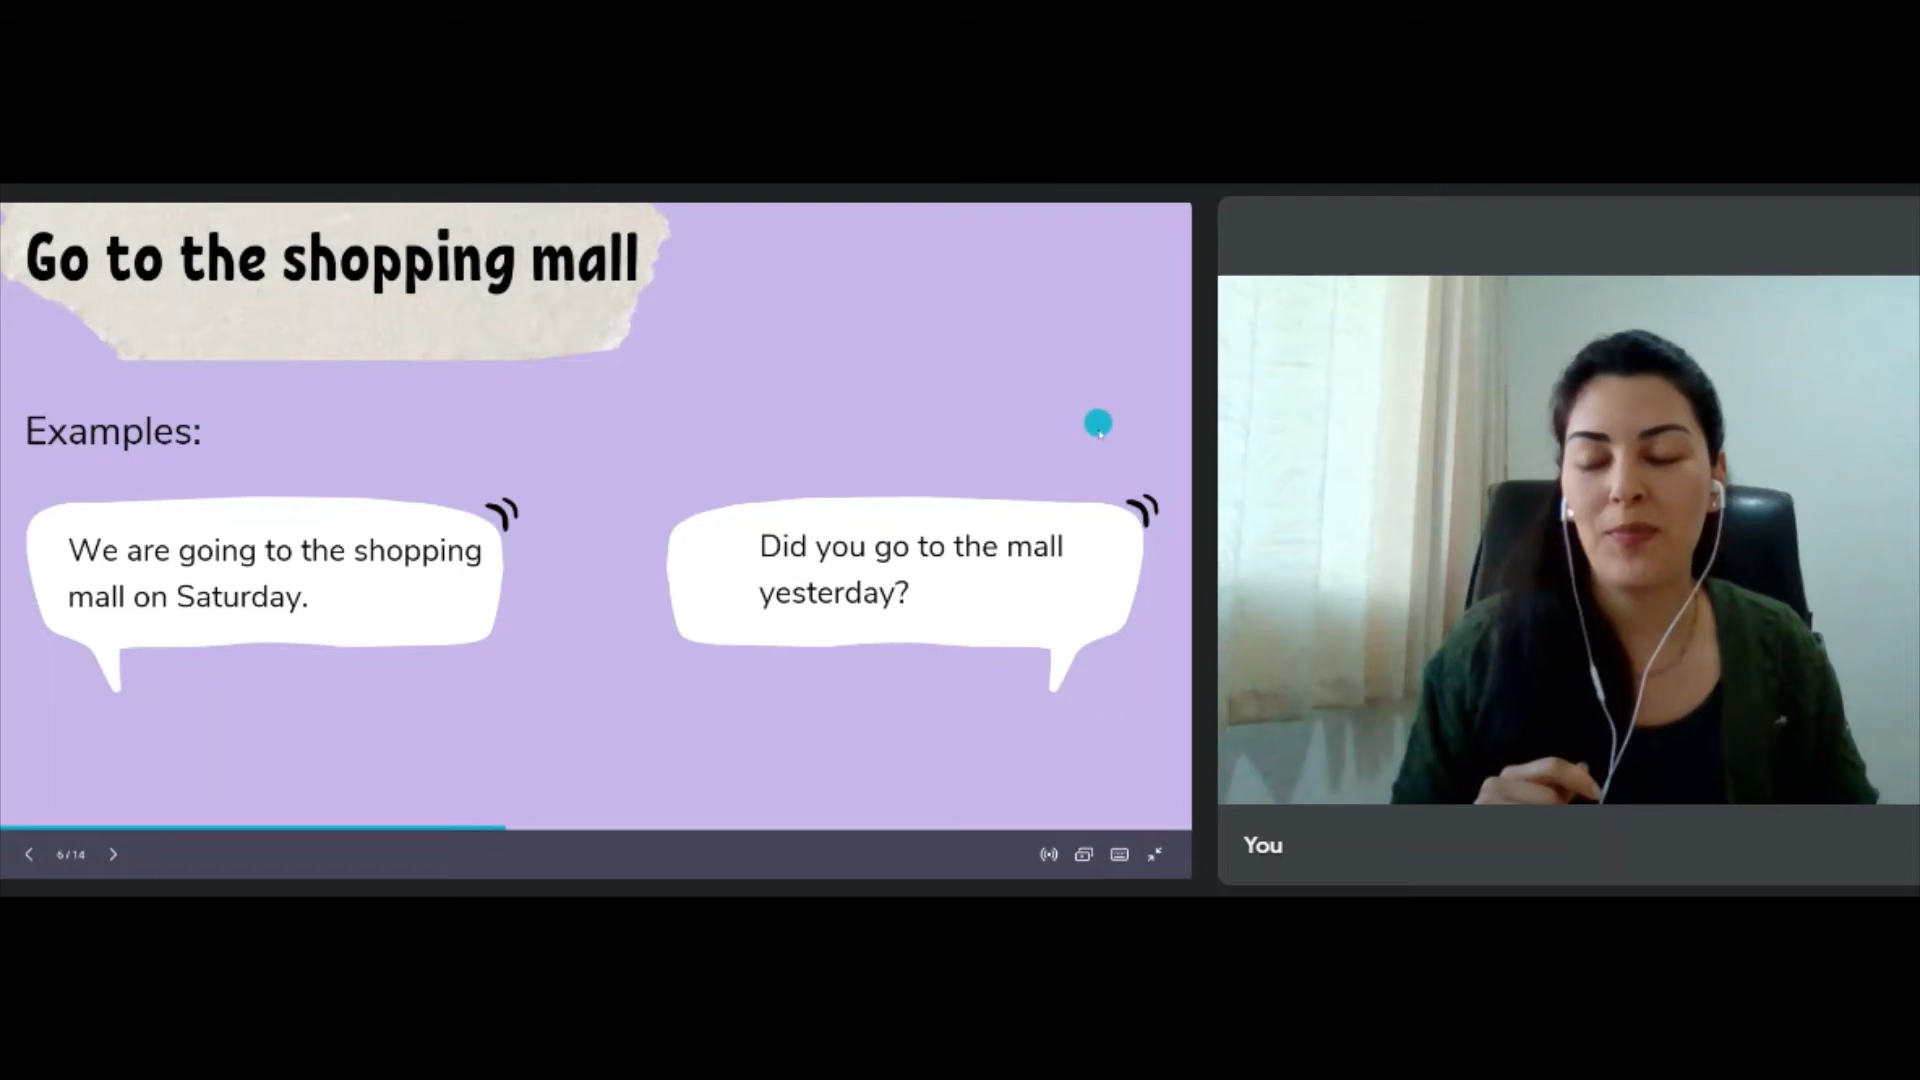 Go to the shopping mall
Examples:
We are going to the shopping
mall on Saturday.
Did you go to the mall
yesterday?
6/14
You